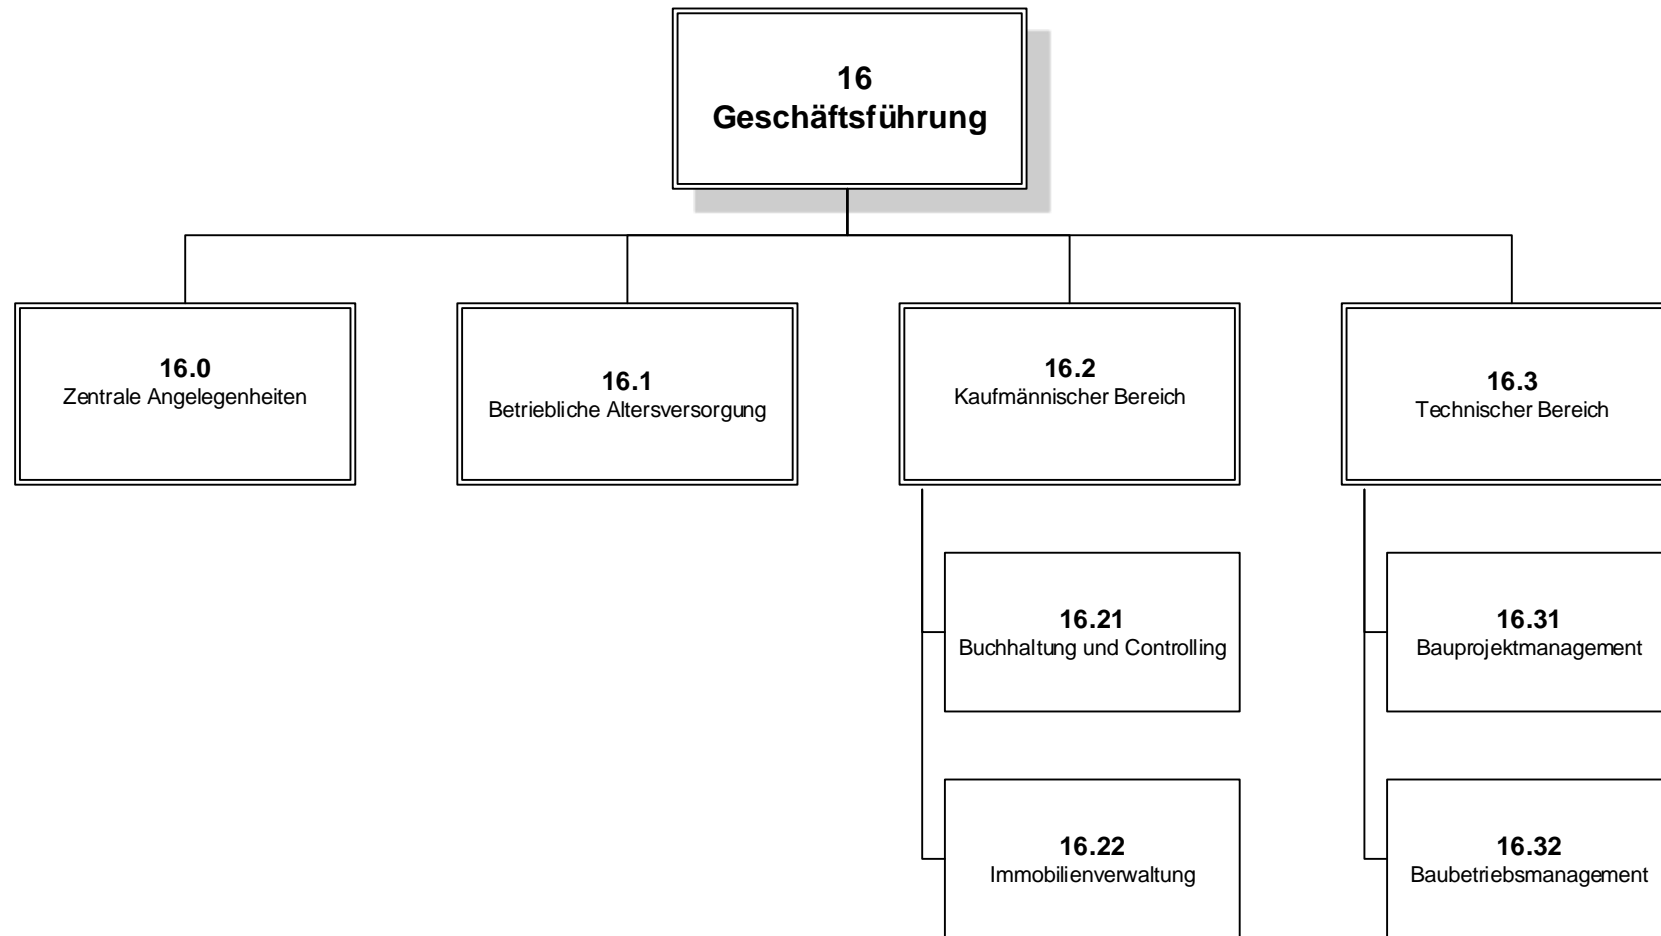 16
Geschäftsführung
16.0
Zentrale Angelegenheiten
16.1
Betriebliche Altersversorgung
16.2
Kaufmännischer Bereich
16.3
Technischer Bereich
16.21
Buchhaltung und Controlling
16.31
Bauprojektmanagement
16.22
Immobilienverwaltung
16.32
Baubetriebsmanagement